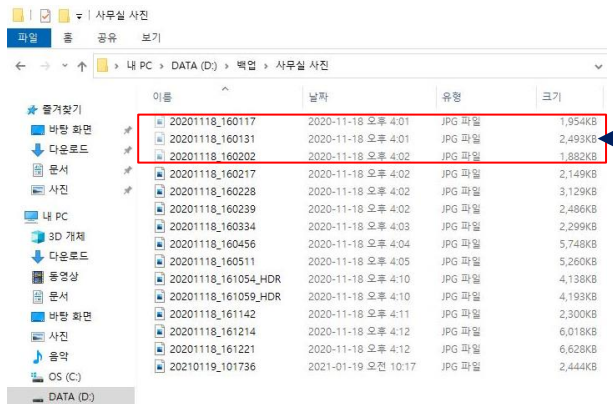 사무실 사진
파일 홈 공유 보기
내 PC > DATA (D:) > 백업 > 사무실 사진
이름 날짜 유형 크기
즐겨찾기
바탕 화면
다운로드
문서
사진
내 PC
3D 개체
다운로드
동영상
문서
바탕 화면
사진
음악
OS (C:)
DATA (D:)
20201118_160117 2020-11-18 오후 4:01 JPG 파일 1,954KB
20201118_160131 2020-11-18 오후 4:01 JPG 파일 2,493KB
20201118_160202 2020-11-18 오후 4:02 JPG 파일 1,882KB
20201118_160217 2020-11-18 오후 4:02 JPG 파일 2,149KB
20201118_160228 2020-11-18 오후 4:02 JPG 파일 3,129KB
20201118_160239 2020-11-18 오후 4:02 JPG 파일 2,486KB
20201118_160334 2020-11-18 오후 4:03 JPG 파일 2,299KB
20201118_160456 2020-11-18 오후 4:04 JPG 파일 5,748KB
20201118_160511 2020-11-18 오후 4:05 JPG 파일 5,260KB
20201118_161054_HDR 2020-11-18 오후 4:10 JPG 파일 4,138KB
20201118_161059_HDR 2020-11-18 오후 4:10 JPG 파일 4,193KB
20201118_161142 2020-11-18 오후 4:11 JPG 파일 2,300KB
20201118_161214 2020-11-18 오후 4:12 JPG 파일 6,018KB
20201118_161221 2020-11-18 오후 4:12 JPG 파일 6,628KB
20210119_101736 2021-01-19 오전 10:17 JPG 파일 2,444KB